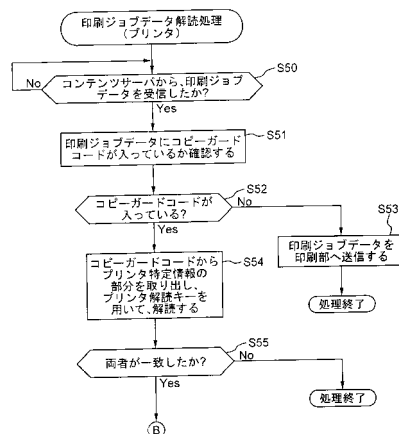 印刷ジョブデータ解読処理
(プリンタ)
S50
コンテンツサーバから、印刷ジョブ
データを受信したか?
No
Yes
S51
印刷ジョブデータにコピーガード
コードが入っているか確認する
S52
コピーガードコードが
入っている?
No
Yes
S53
印刷ジョブデータを
印刷部へ送信する
処理終了
S54
コピーガードコードから
プリンタ特定情報の
部分を取り出し、
プリンタ解読キーを
用いて、解読する
S55
両者が一致したか?
No
Yes
処理終了
B